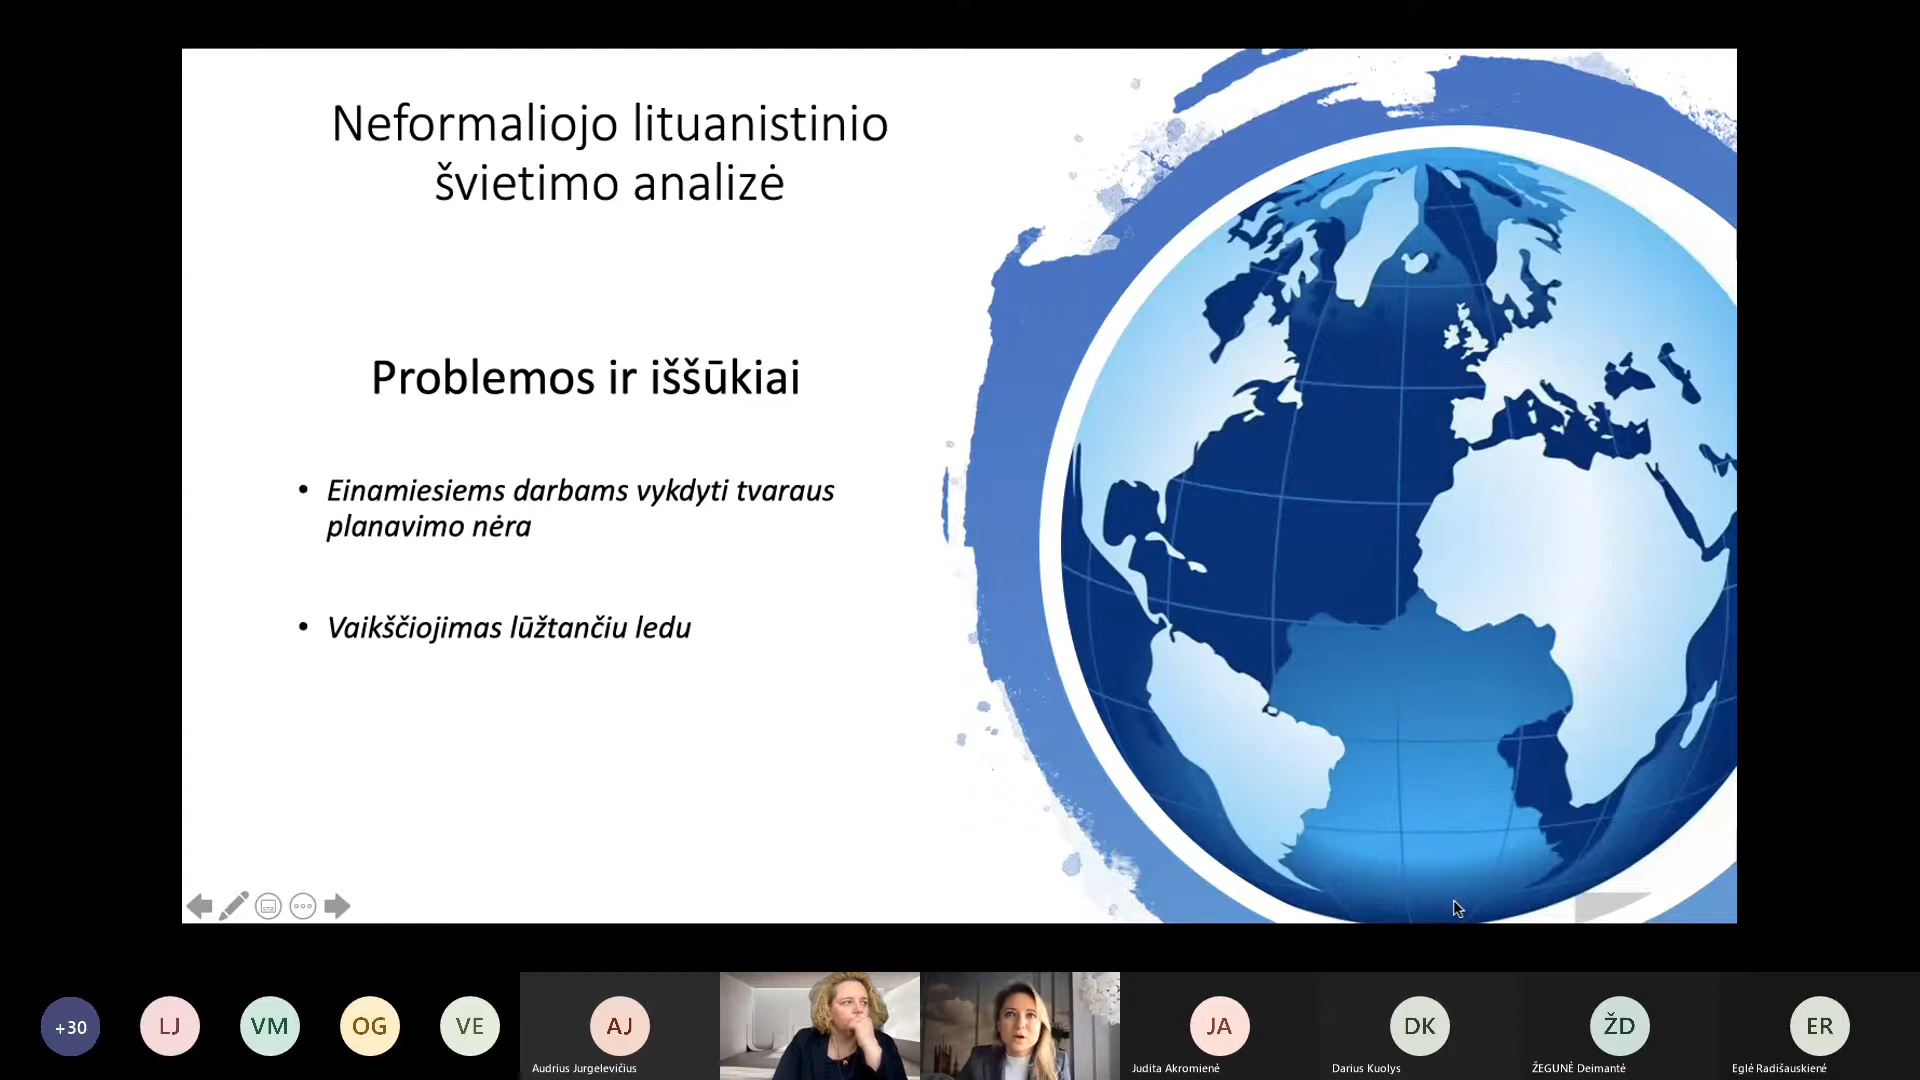 Neformaliojo lituanistinio
švietimo analizė
Problemos ir iššūkiai
• Einamiesiems darbams vykdyti tvaraus
planavimo nėra
• Vaikščiojimas lūžtančiu ledu
+30
LJ
VM
OG
VE
AJ
Audrius Jurgelevičius
JA
Judita Akromienė
DK
Darius Kuolys
ŽD
ŽEGUNĖ Deimantė
ER
Eglė Radišauskienė